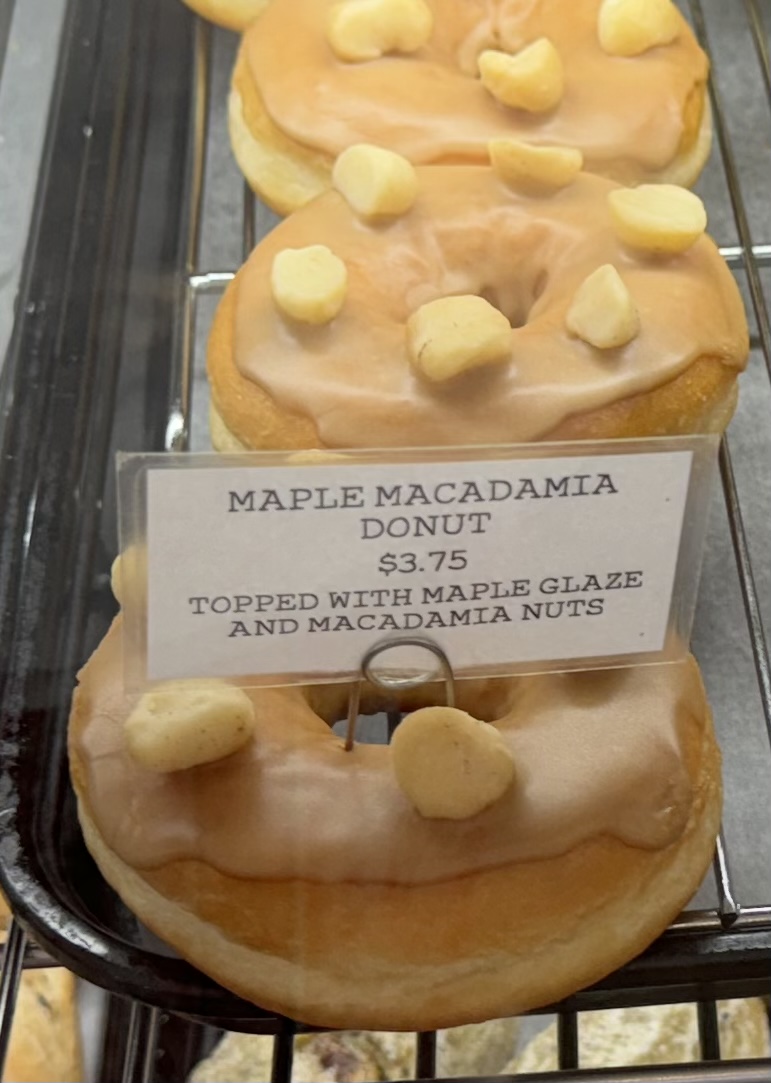 MAPLE MACADAMIA
DONUT
$3.75
TOPPED WITH MAPLE GLAZE
AND MACADAMIA NUTS